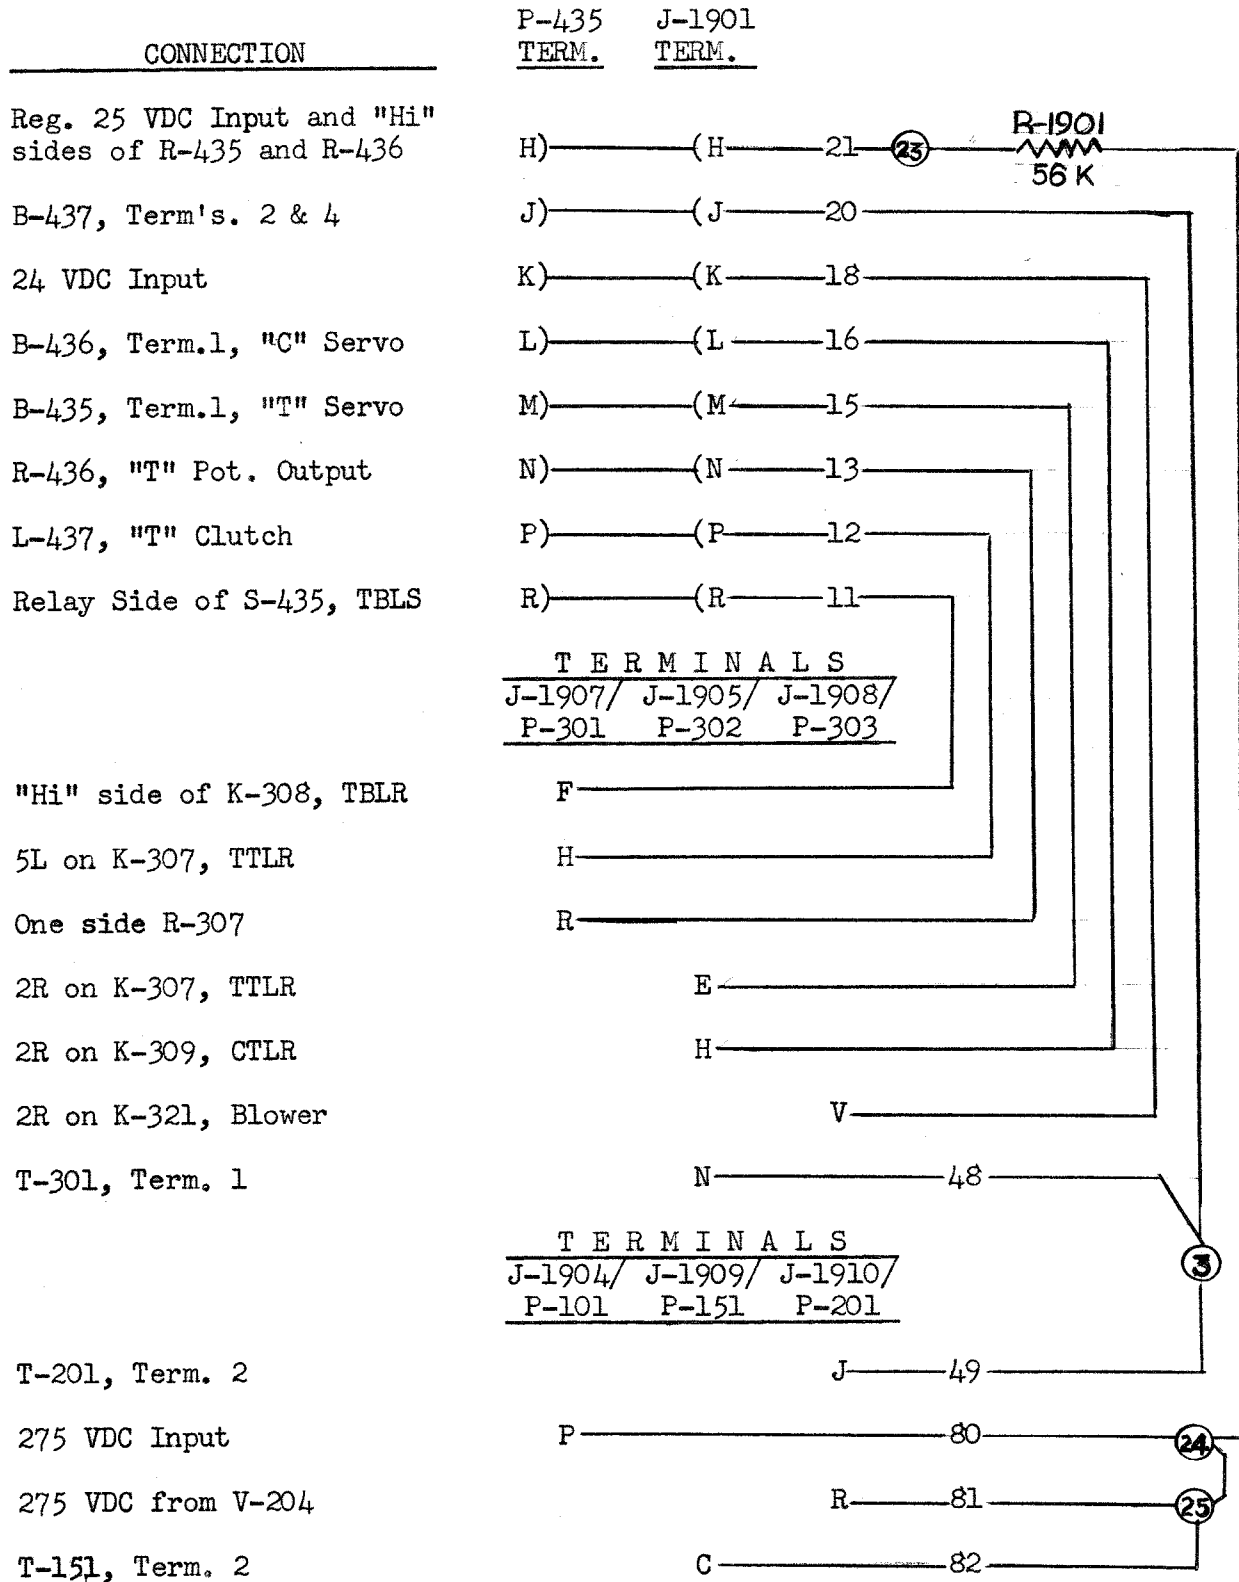 P-435 J-1901
CONNECTION TERM. TERM.
Reg. 25 VDC Input and "Hi"
sides of R-435 and R-436 H) (H 21 23 R-1901 56 K
B-437, Term's. 2 & 4 J) (J 20
24 VDC Input K) (K 18
B-436, Term.1, "C" Servo L) (L 16
B-435, Term.1, "T" Servo M) (M 15
R-436, "T" Pot. Output N) (N 13
L-437, "T" Clutch P) (P 12
Relay Side of S-435, TBLS R) (R 11
T E R M I N A L S
J-1907/ J-1905/ J-1908/
P-301 P-302 P-303
"Hi" side of K-308, TBLR F
5L on K-307, TTLR H
One side R-307 R
2R on K-307, TTLR E
2R on K-309, CTLR H
2R on K-321, Blower V
T-301, Term. 1 N 48
3
T E R M I N A L S
J-1904/ J-1909/ J-1910/
P-101 P-151 P-201
T-201, Term. 2 J 49
275 VDC Input P 80 24
275 VDC from V-204 R 81 25
T-151, Term. 2 C 82